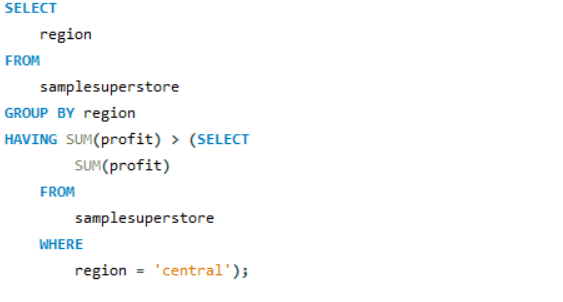 SELECT
    region
FROM
    samplesuperstore
GROUP BY region
HAVING SUM(profit) > (SELECT
        SUM(profit)
    FROM
        samplesuperstore
    WHERE
        region = 'central');